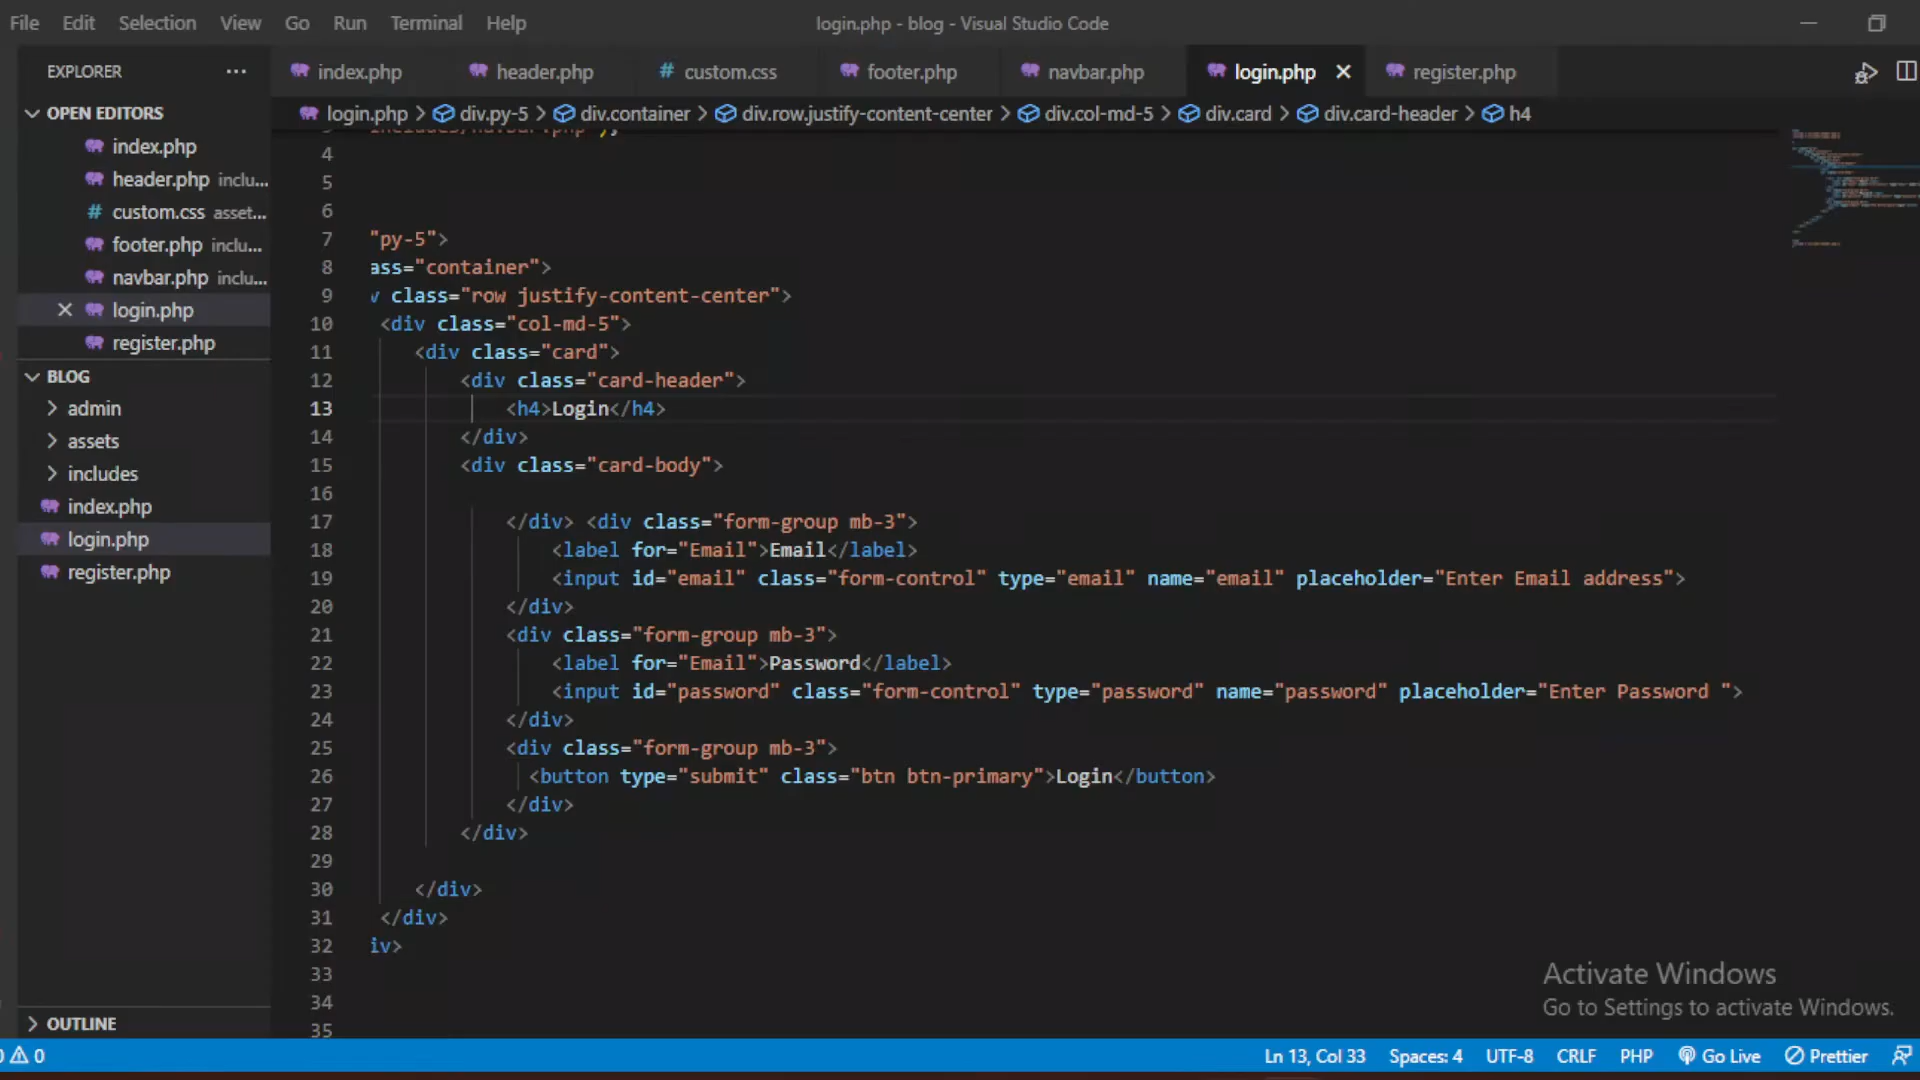 File Edit Selection View Go Run Terminal Help
login.php - blog - Visual Studio Code
EXPLORER
index.php
header.php
# custom.css
footer.php
navbar.php
login.php
register.php
OPEN EDITORS
index.php
header.php inclu...
# custom.css asset...
footer.php inclu...
navbar.php inclu...
login.php
register.php
BLOG
admin
assets
includes
index.php
login.php
register.php
OUTLINE
login.php > div.py-5 > div.container > div.row.justify-content-center > div.col-md-5 > div.card > div.card-header > h4
4
5
6
7 "py-5">
8 ass="container">
9 v class="row justify-content-center">
10 <div class="col-md-5">
11 <div class="card">
12 <div class="card-header">
13 <h4>Login</h4>
14 </div>
15 <div class="card-body">
16
17 </div> <div class="form-group mb-3">
18 <label for="Email">Email</label>
19 <input id="email" class="form-control" type="email" name="email" placeholder="Enter Email address">
20 </div>
21 <div class="form-group mb-3">
22 <label for="Email">Password</label>
23 <input id="password" class="form-control" type="password" name="password" placeholder="Enter Password ">
24 </div>
25 <div class="form-group mb-3">
26 <button type="submit" class="btn btn-primary">Login</button>
27 </div>
28 </div>
29
30 </div>
31 </div>
32 iv>
33
34
35
Activate Windows
Go to Settings to activate Windows.
0 Ln 13, Col 33 Spaces: 4 UTF-8 CRLF PHP Go Live Prettier